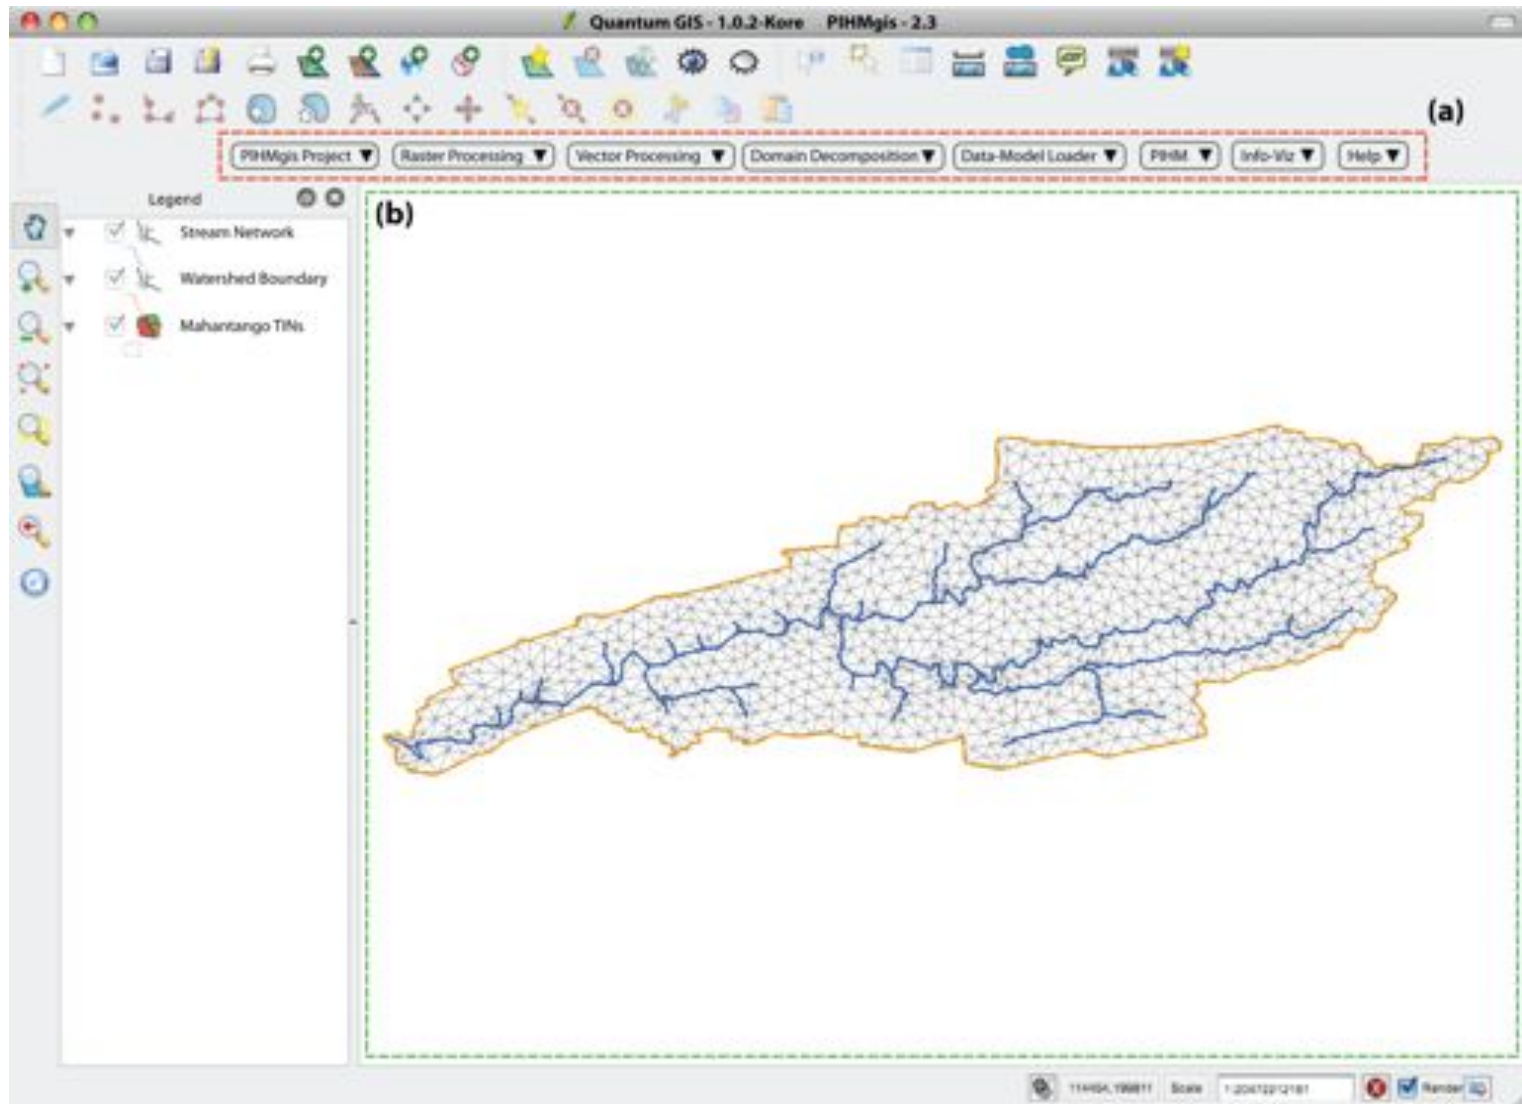 Quantum GIS - 1.0.2-Kore PIHMgis - 2.3
(a)
PIHMgis Project ▼ Raster Processing ▼ Vector Processing ▼ Domain Decomposition ▼ Data-Model Loader ▼ PIHM ▼ Info-Viz ▼ Help ▼
Legend
(b)
Stream Network
Watershed Boundary
Mahantango TINs
Scale
Render